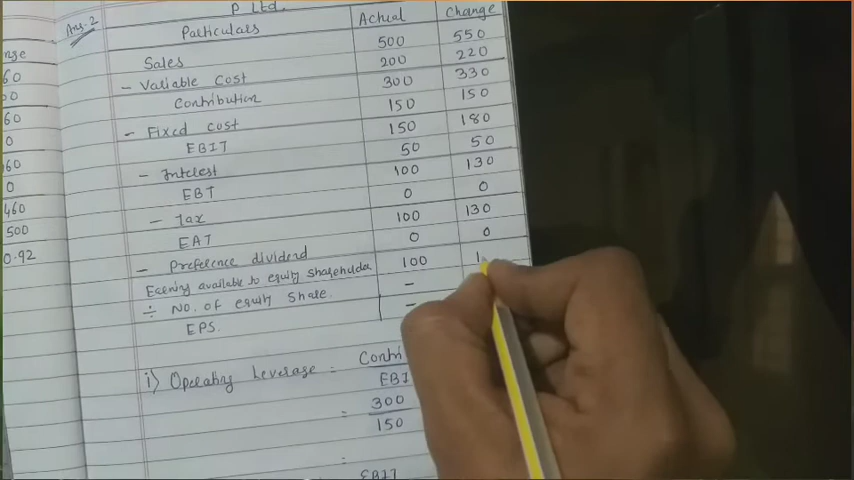 P Ltd.
Ans.2
Particulars Actual Change
Sales 500 550
- Variable Cost 200 220
Contribution 300 330
- Fixed cost 150 150
EBIT 150 180
- Interest 50 50
EBT 100 130
- Tax 0 0
EAT 100 130
- Preference dividend 0 0
Earning available to equity shareholder 100 1
÷ No. of equity share. -
EPS. -
i) Operating Leverage = Contri
EBI
= 300
150
=
EBIT
60
60
0
160
0
460
500
0.92